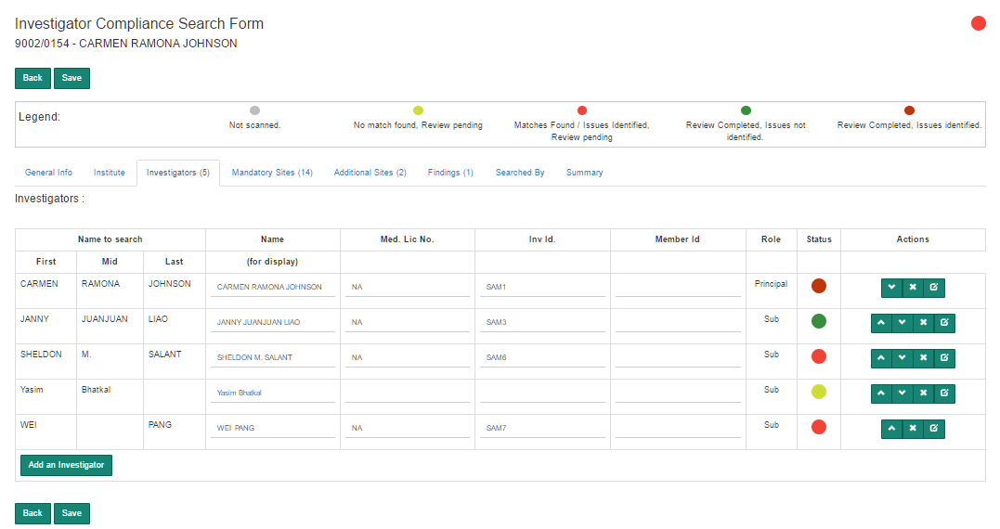 Investigator Compliance Search Form
9002/0154 - CARMEN RAMONA JOHNSON
Back Save
Legend:
Not scanned.
No match found, Review pending
Matches Found / Issues Identified,
Review pending
Review Completed, Issues not
identified.
Review Completed, Issues identified.
General Info Institute Investigators (5) Mandatory Sites (14) Additional Sites (2) Findings (1) Searched By Summary
Investigators :
Name to search Name Med. Lic No. Inv Id. Member Id Role Status Actions
First Mid Last (for display)
CARMEN RAMONA JOHNSON CARMEN RAMONA JOHNSON NA SAM1 Principal
JANNY JUANJUAN LIAO JANNY JUANJUAN LIAO NA SAM3 Sub
SHELDON M. SALANT SHELDON M. SALANT NA SAM6 Sub
Yasim Bhatkal Yasim Bhatkal Sub
WEI PANG WEI PANG NA SAM7 Sub
Add an Investigator
Back Save